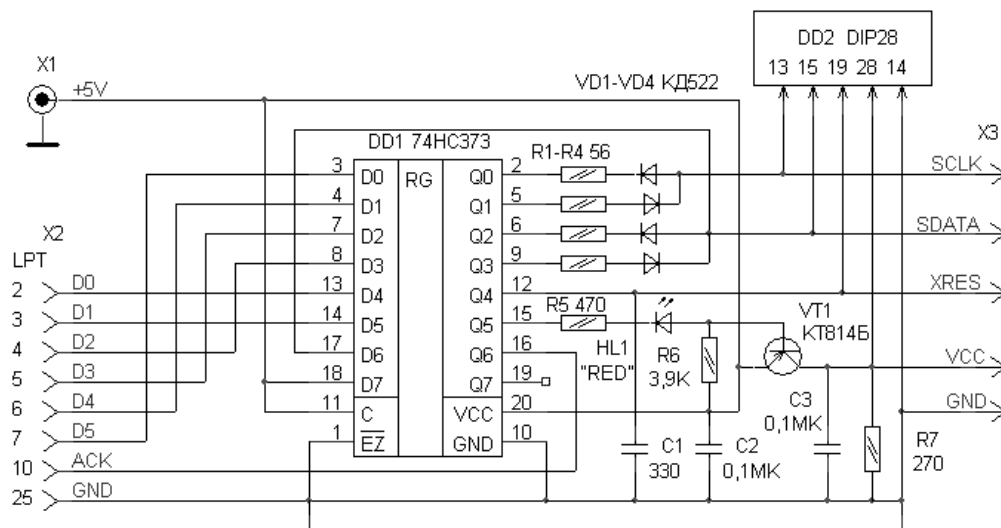 DD2 DIP28
13 15 19 28 14
X1
+5V
VD1-VD4 КД522
X3
DD1 74HC373
R1-R4 56
3 D0 RG Q0 2
SCLK
4 D1 Q1 5
7 D2 Q2 6
SDATA
X2
LPT
8 D3 Q3 9
2 D0 13 D4 Q4 12
XRES
3 D1 14 D5 Q5 15
R5 470
VT1
КТ814Б
4 D2 17 D6 Q6 16
HL1
"RED"
R6
3,9K
VCC
5 D3 18 D7 Q7 19
6 D4 11 C VCC 20
C3
0,1МК
GND
7 D5 1 EZ GND 10
C1
330
C2
0,1МК
R7
270
10 ACK
25 GND